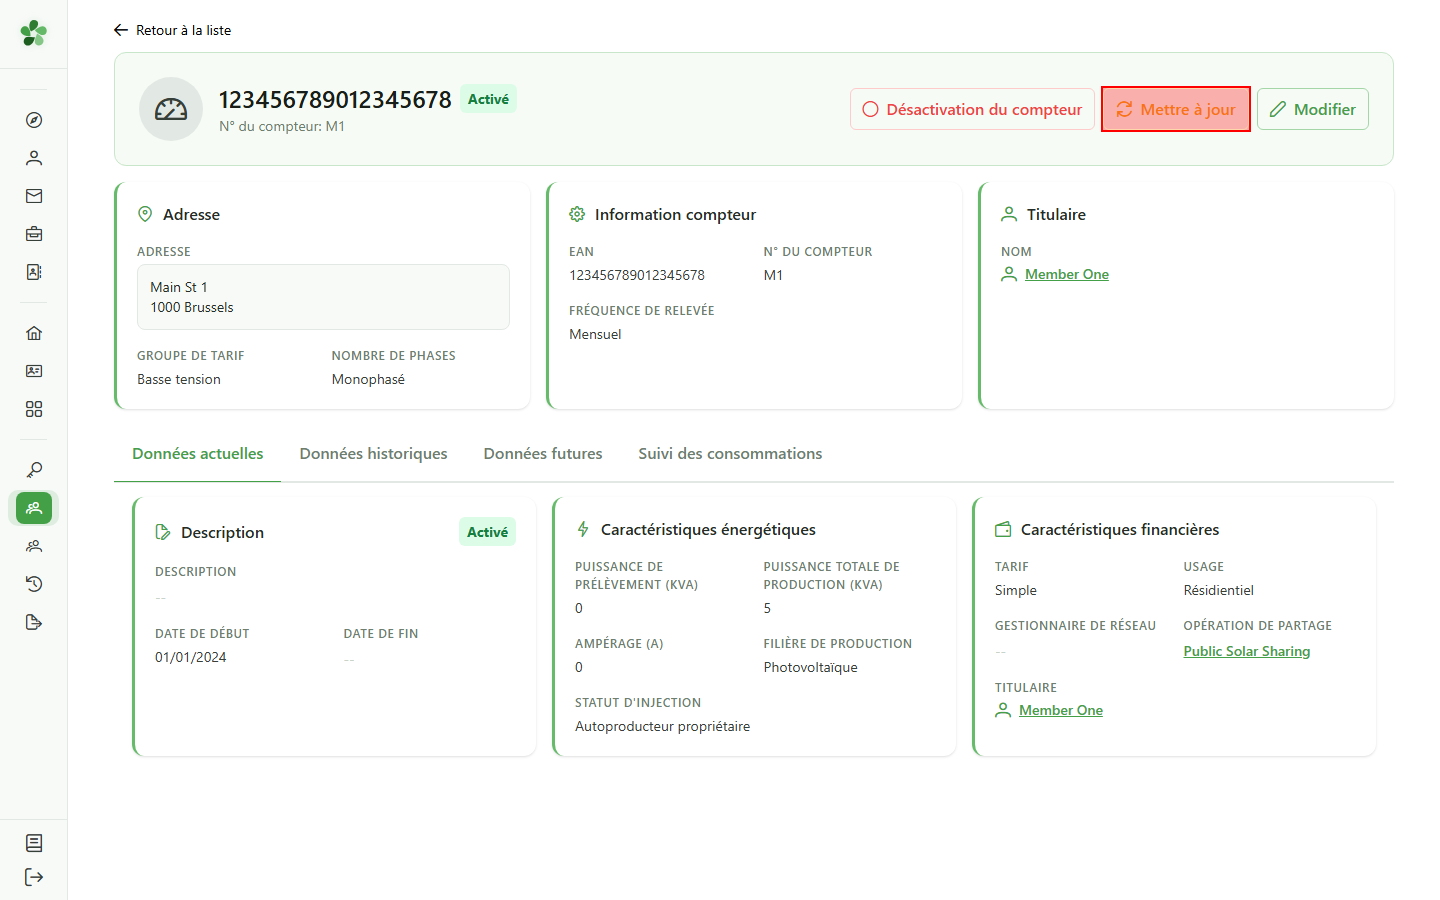 Retour à la liste
123456789012345678 Activé
N° du compteur: M1
Désactivation du compteur
Mettre à jour
Modifier
Adresse
ADRESSE
Main St 1
1000 Brussels
GROUPE DE TARIF
NOMBRE DE PHASES
Basse tension
Monophasé
Information compteur
EAN
N° DU COMPTEUR
123456789012345678
M1
FRÉQUENCE DE RELEVÉE
Mensuel
Titulaire
NOM
Member One
Données actuelles
Données historiques
Données futures
Suivi des consommations
Description
Activé
DESCRIPTION
--
DATE DE DÉBUT
DATE DE FIN
01/01/2024
--
Caractéristiques énergétiques
PUISSANCE DE
PRÉLÈVEMENT (KVA)
PUISSANCE TOTALE DE
PRODUCTION (KVA)
0
5
AMPÉRAGE (A)
FILIÈRE DE PRODUCTION
0
Photovoltaïque
STATUT D'INJECTION
Autoproducteur propriétaire
Caractéristiques financières
TARIF
USAGE
Simple
Résidientiel
GESTIONNAIRE DE RÉSEAU
OPÉRATION DE PARTAGE
--
Public Solar Sharing
TITULAIRE
Member One